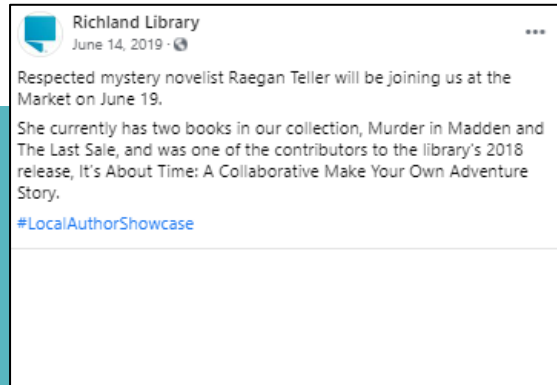 Richland Library
June 14, 2019 ·
Respected mystery novelist Raegan Teller will be joining us at the
Market on June 19.
She currently has two books in our collection, Murder in Madden and
The Last Sale, and was one of the contributors to the library's 2018
release, It's About Time: A Collaborative Make Your Own Adventure
Story.
#LocalAuthorShowcase